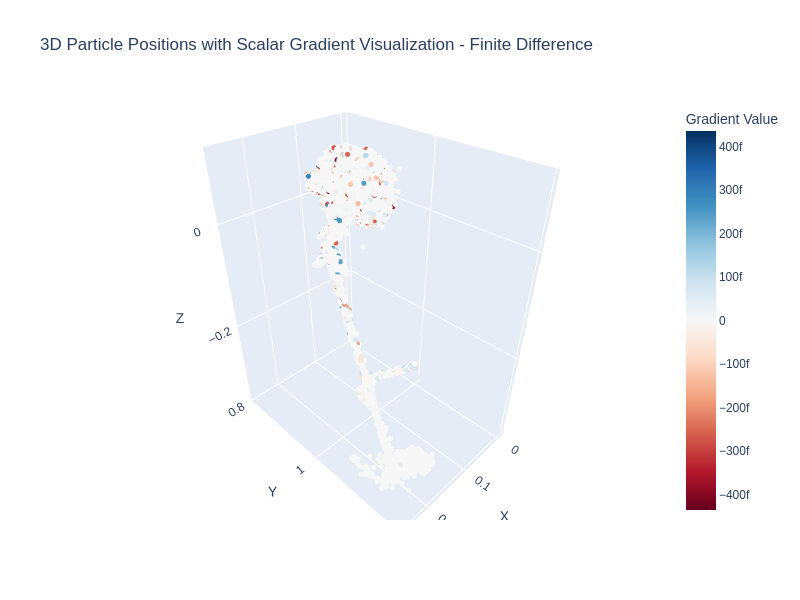 3D Particle Positions with Scalar Gradient Visualization - Finite Difference
Gradient Value
400f
300f
200f
100f
0
−100f
−200f
−300f
−400f
0
−0.2
Z
0.8
1
Y
0
0.1
X